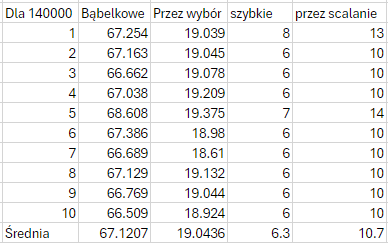 Dla 140000 Bąbelkowe Przez wybór szybkie przez scalanie
1 67.254 19.039 8 13
2 67.163 19.045 6 10
3 66.662 19.078 6 10
4 67.038 19.209 6 10
5 68.608 19.375 7 14
6 67.386 18.98 6 10
7 66.689 18.61 6 10
8 67.129 19.132 6 10
9 66.769 19.044 6 10
10 66.509 18.924 6 10
Średnia 67.1207 19.0436 6.3 10.7